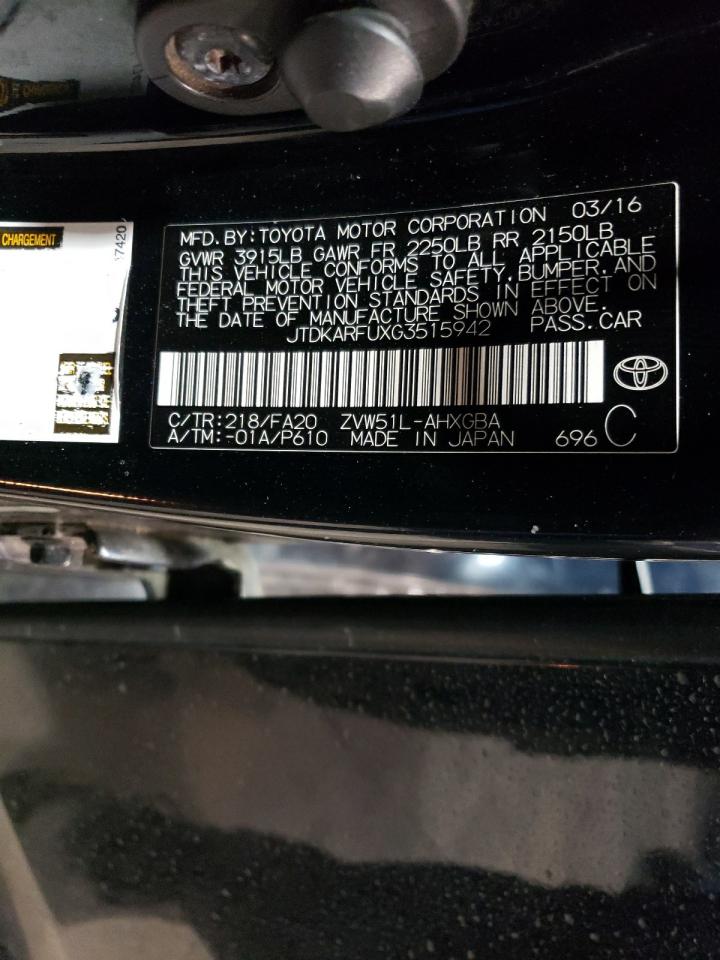 CHARGEMENT
7420
MFD.BY:TOYOTA MOTOR CORPORATION 03/16
GVWR 3915LB GAWR FR 2250LB RR 2150LB
THIS VEHICLE CONFORMS TO ALL APPLICABLE
FEDERAL MOTOR VEHICLE SAFETY,BUMPER,AND
THEFT PREVENTION STANDARDS IN EFFECT ON
THE DATE OF MANUFACTURE SHOWN ABOVE.
JTDKARFUXG3515942 PASS.CAR
C/TR:218/FA20 ZVW51L-AHXGBA
A/TM:-01A/P610 MADE IN JAPAN 696 C